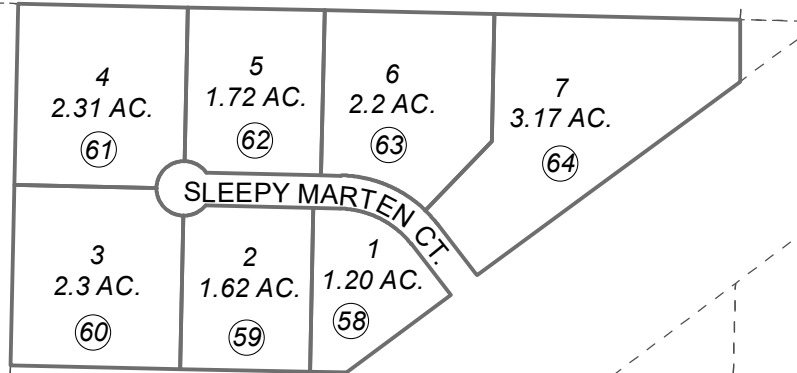 4
2.31 AC.
61
5
1.72 AC.
62
6
2.2 AC.
63
7
3.17 AC.
64
SLEEPY MARTEN CT.
3
2.3 AC.
60
2
1.62 AC.
59
1
1.20 AC.
58